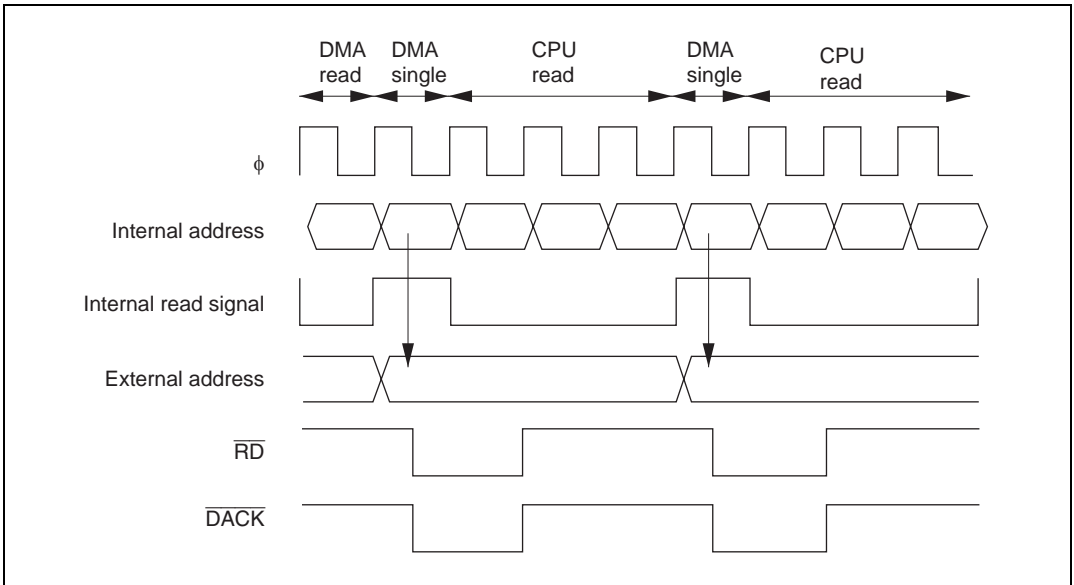 DMA read
DMA single
CPU read
DMA single
CPU read
ϕ
Internal address
Internal read signal
External address
RD
DACK